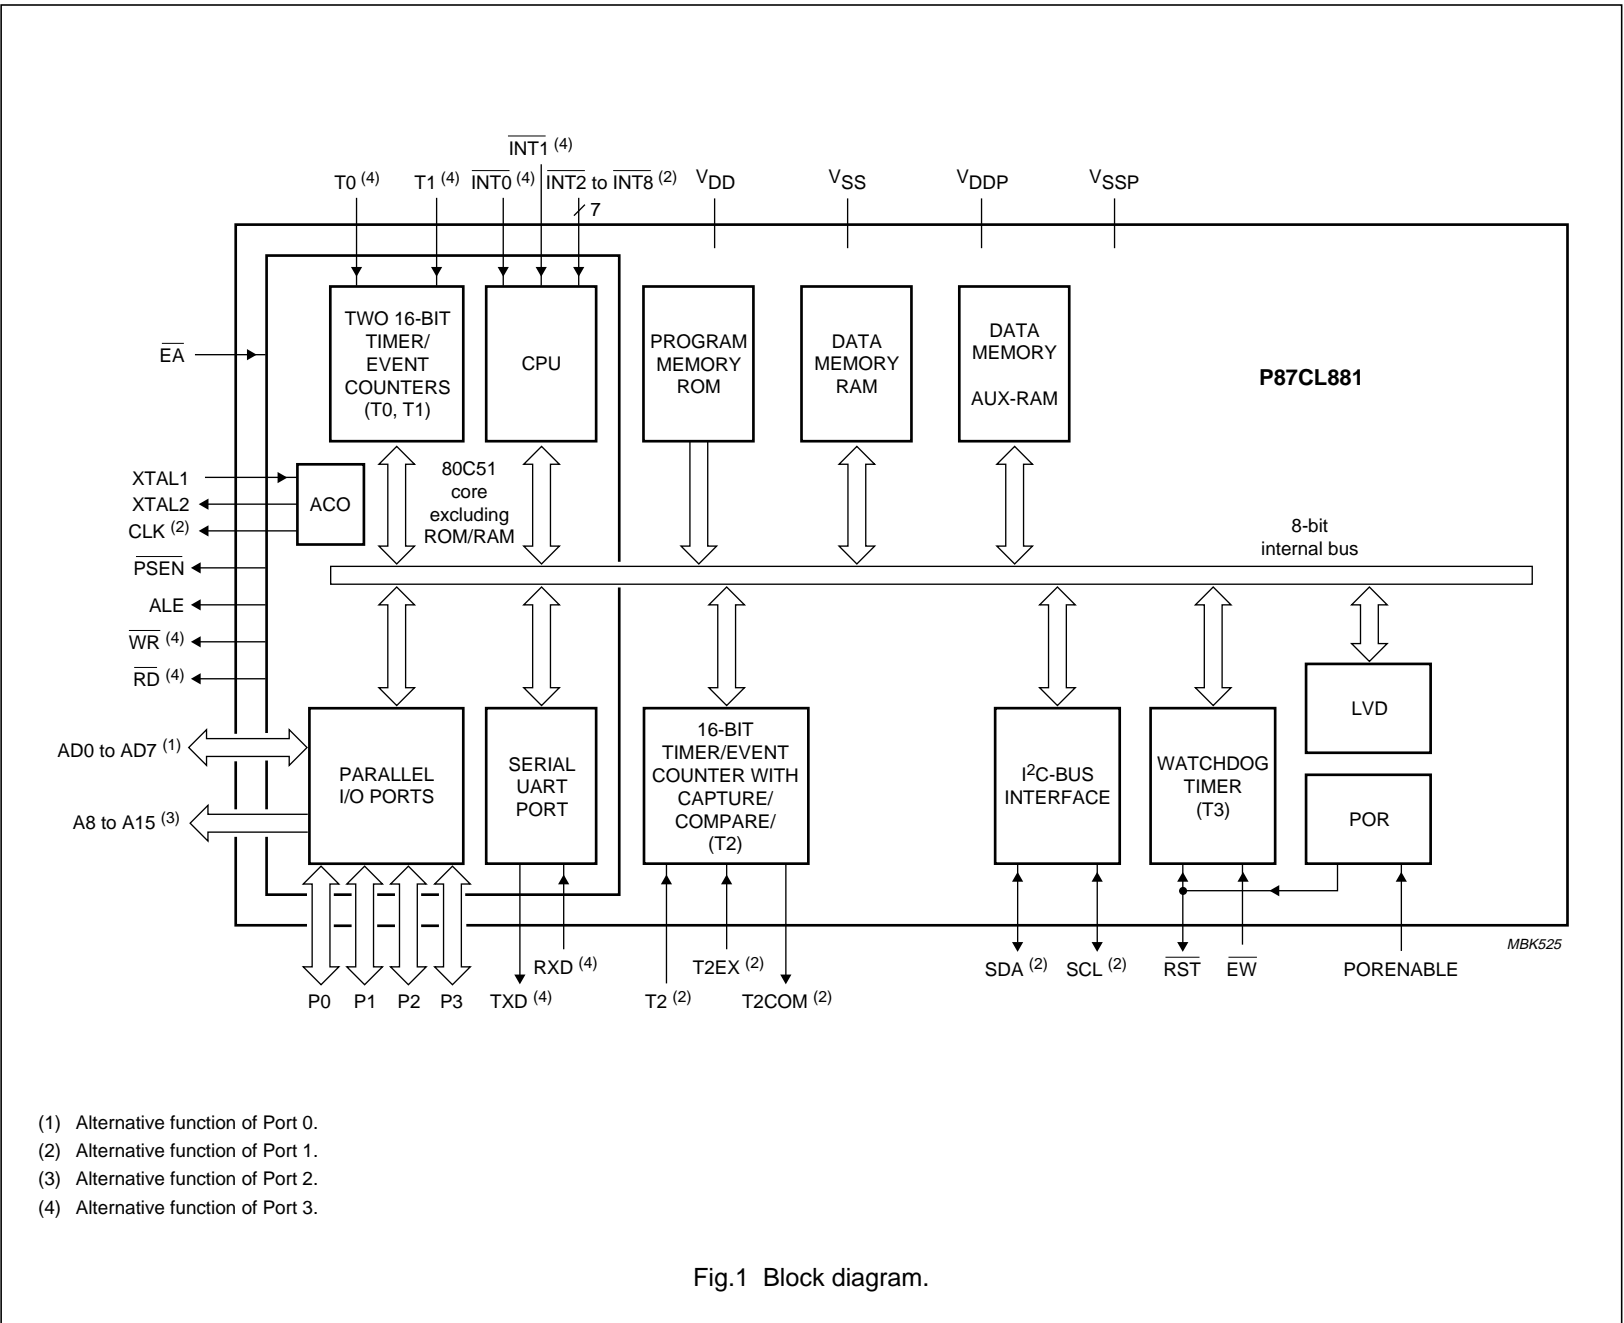 INT1 (4)
T0 (4) T1 (4) INT0 (4) INT2 to INT8 (2) VDD VSS VDDP VSSP
7
TWO 16-BIT
TIMER/
EVENT
COUNTERS
(T0, T1)
CPU
PROGRAM
MEMORY
ROM
DATA
MEMORY
RAM
DATA
MEMORY
AUX-RAM
P87CL881
EA
XTAL1
XTAL2
CLK (2)
PSEN
ALE
WR (4)
RD (4)
ACO
80C51
core
excluding
ROM/RAM
8-bit
internal bus
AD0 to AD7 (1)
A8 to A15 (3)
PARALLEL
I/O PORTS
SERIAL
UART
PORT
16-BIT
TIMER/EVENT
COUNTER WITH
CAPTURE/
COMPARE/
(T2)
I2C-BUS
INTERFACE
WATCHDOG
TIMER
(T3)
LVD
POR
MBK525
P0 P1 P2 P3
TXD (4)
RXD (4)
T2 (2)
T2EX (2)
T2COM (2)
SDA (2)
SCL (2)
RST
EW
PORENABLE
(1) Alternative function of Port 0.
(2) Alternative function of Port 1.
(3) Alternative function of Port 2.
(4) Alternative function of Port 3.
Fig.1 Block diagram.